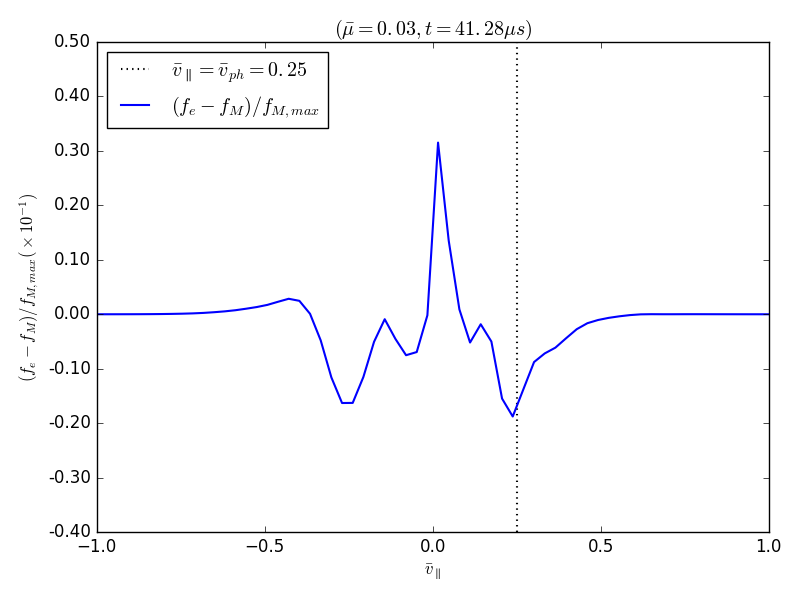 (μ̄ = 0.03, t = 41.28μs)
v̄∥ = v̄ph = 0.25
(fe − fM)/fM,max
0.50
0.40
0.30
0.20
0.10
0.00
-0.10
-0.20
-0.30
-0.40
(fe − fM)/fM,max(×10⁻¹)
−1.0 −0.5 0.0 0.5 1.0
v̄∥